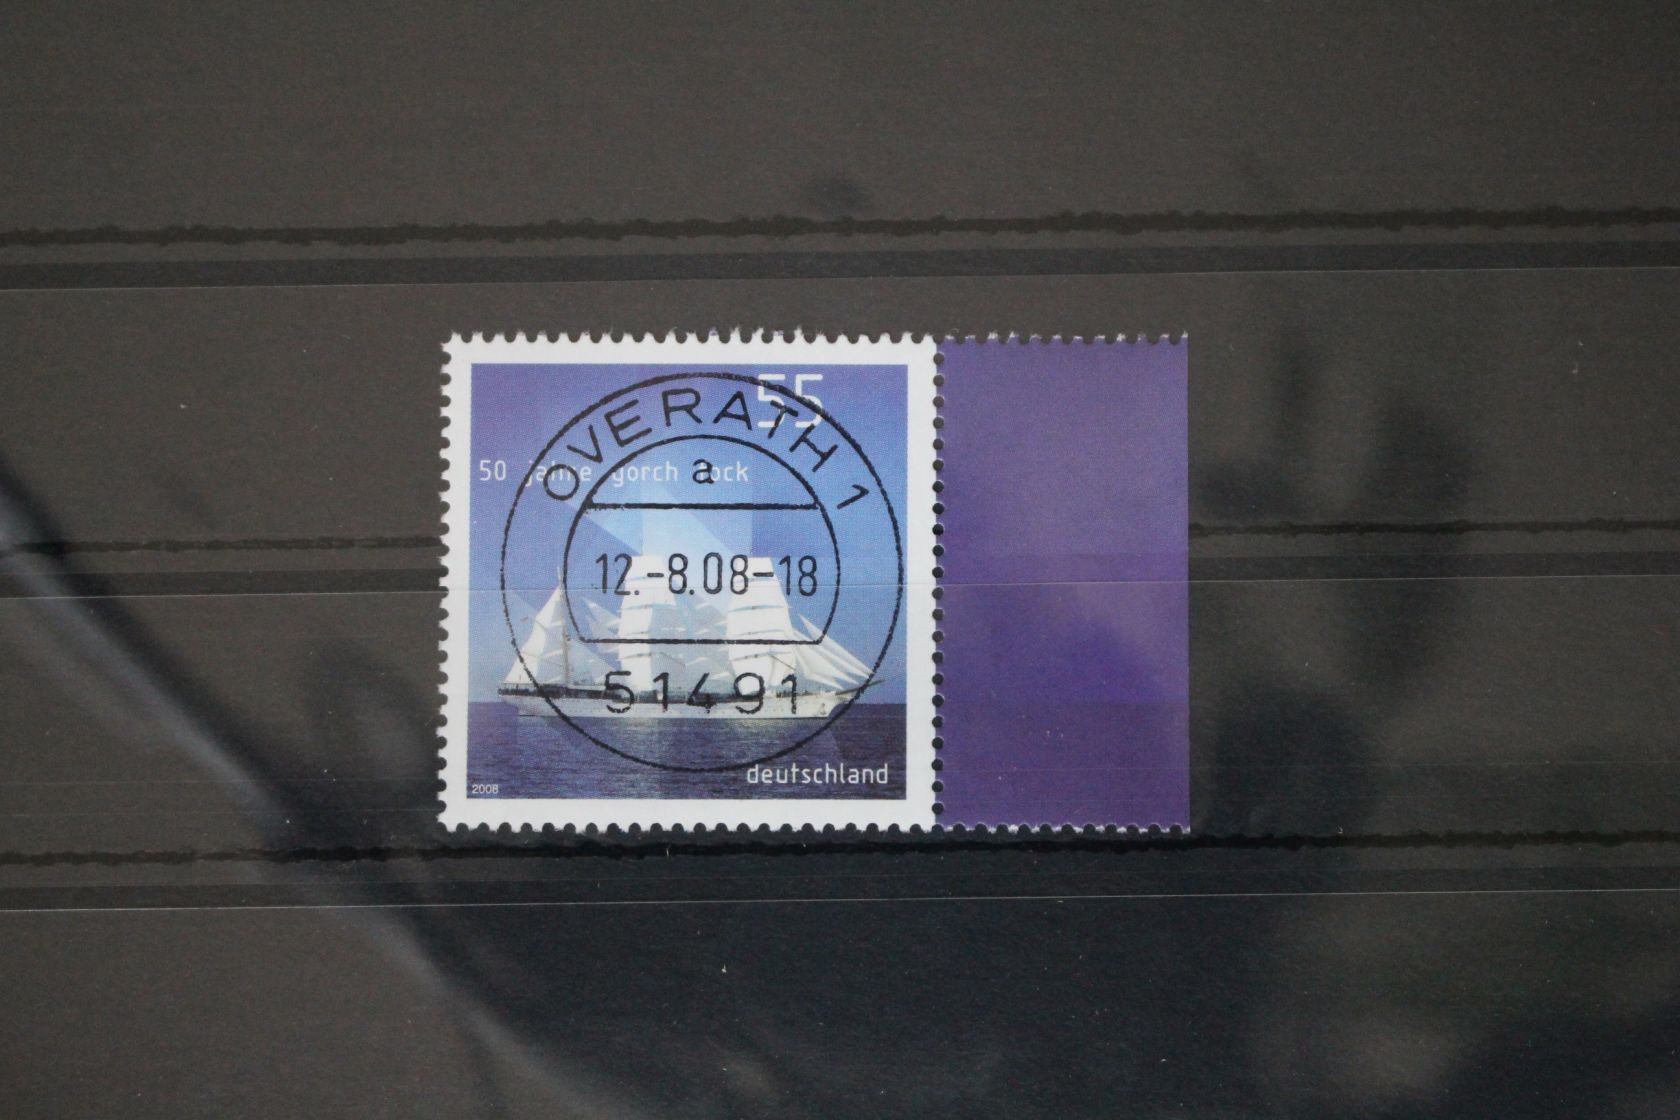 55
50 jahre gorch fock
deutschland
2008
OVERATH 1
a
12.-8.08-18
51491